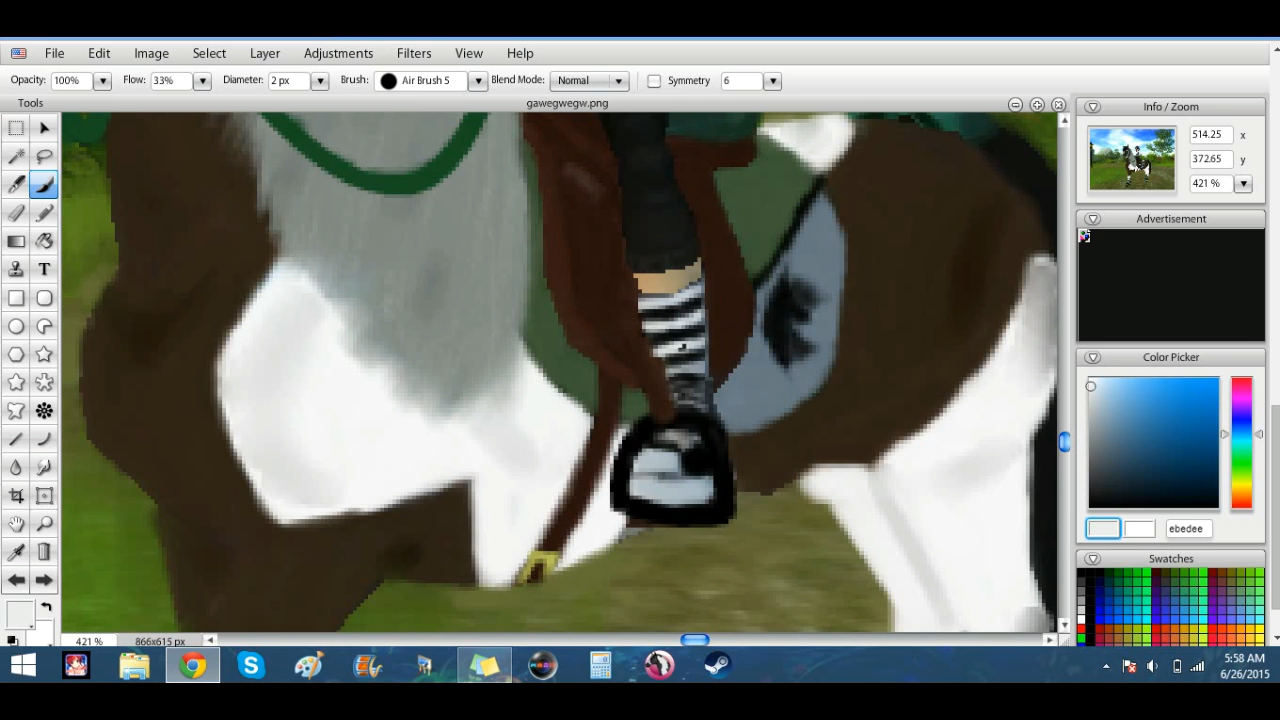 File Edit Image Select Layer Adjustments Filters View Help
Opacity: 100% Flow: 33% Diameter: 2 px Brush: Air Brush 5 Blend Mode: Normal Symmetry 6
Tools gawegwegw.png Info / Zoom
514.25 x
372.65 y
421 %
Advertisement
T
Color Picker
ebedee
Swatches
421 % 866x615 px
5:58 AM
6/26/2015